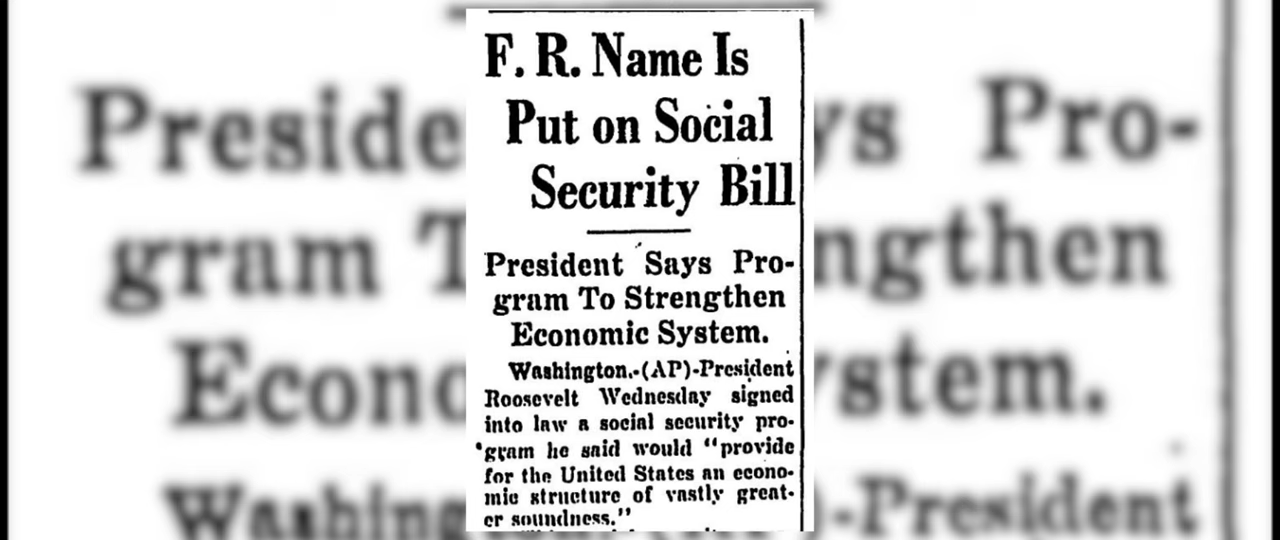 F. R. Name Is
Put on Social
Security Bill
President Says Pro-
gram To Strengthen
Economic System.
Washington.-(AP)-President
Roosevelt Wednesday signed
into law a social security pro-
gram he said would "provide
for the United States an econo-
mic structure of vastly great-
er soundness."